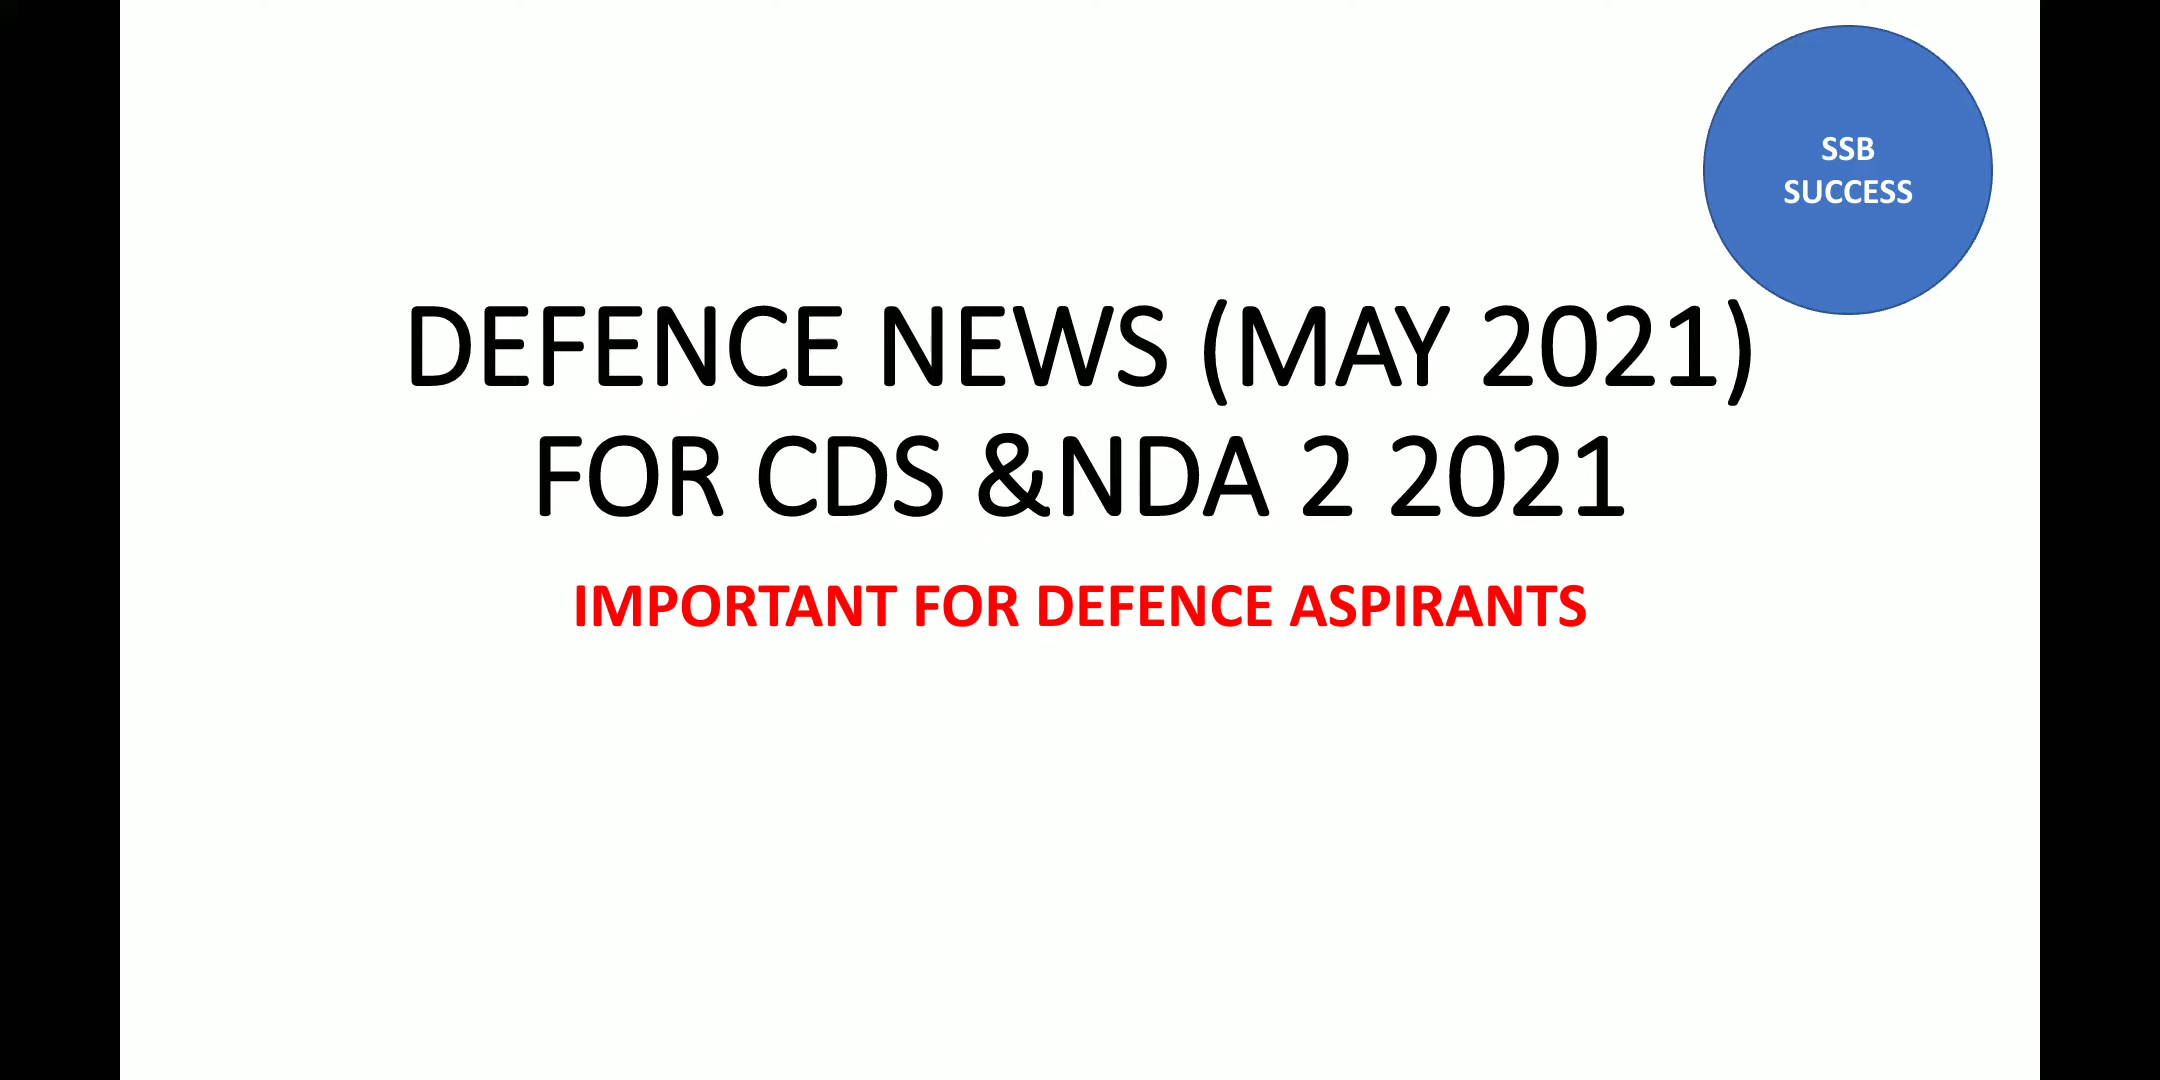 SSB
SUCCESS
DEFENCE NEWS (MAY 2021)
FOR CDS &NDA 2 2021
IMPORTANT FOR DEFENCE ASPIRANTS